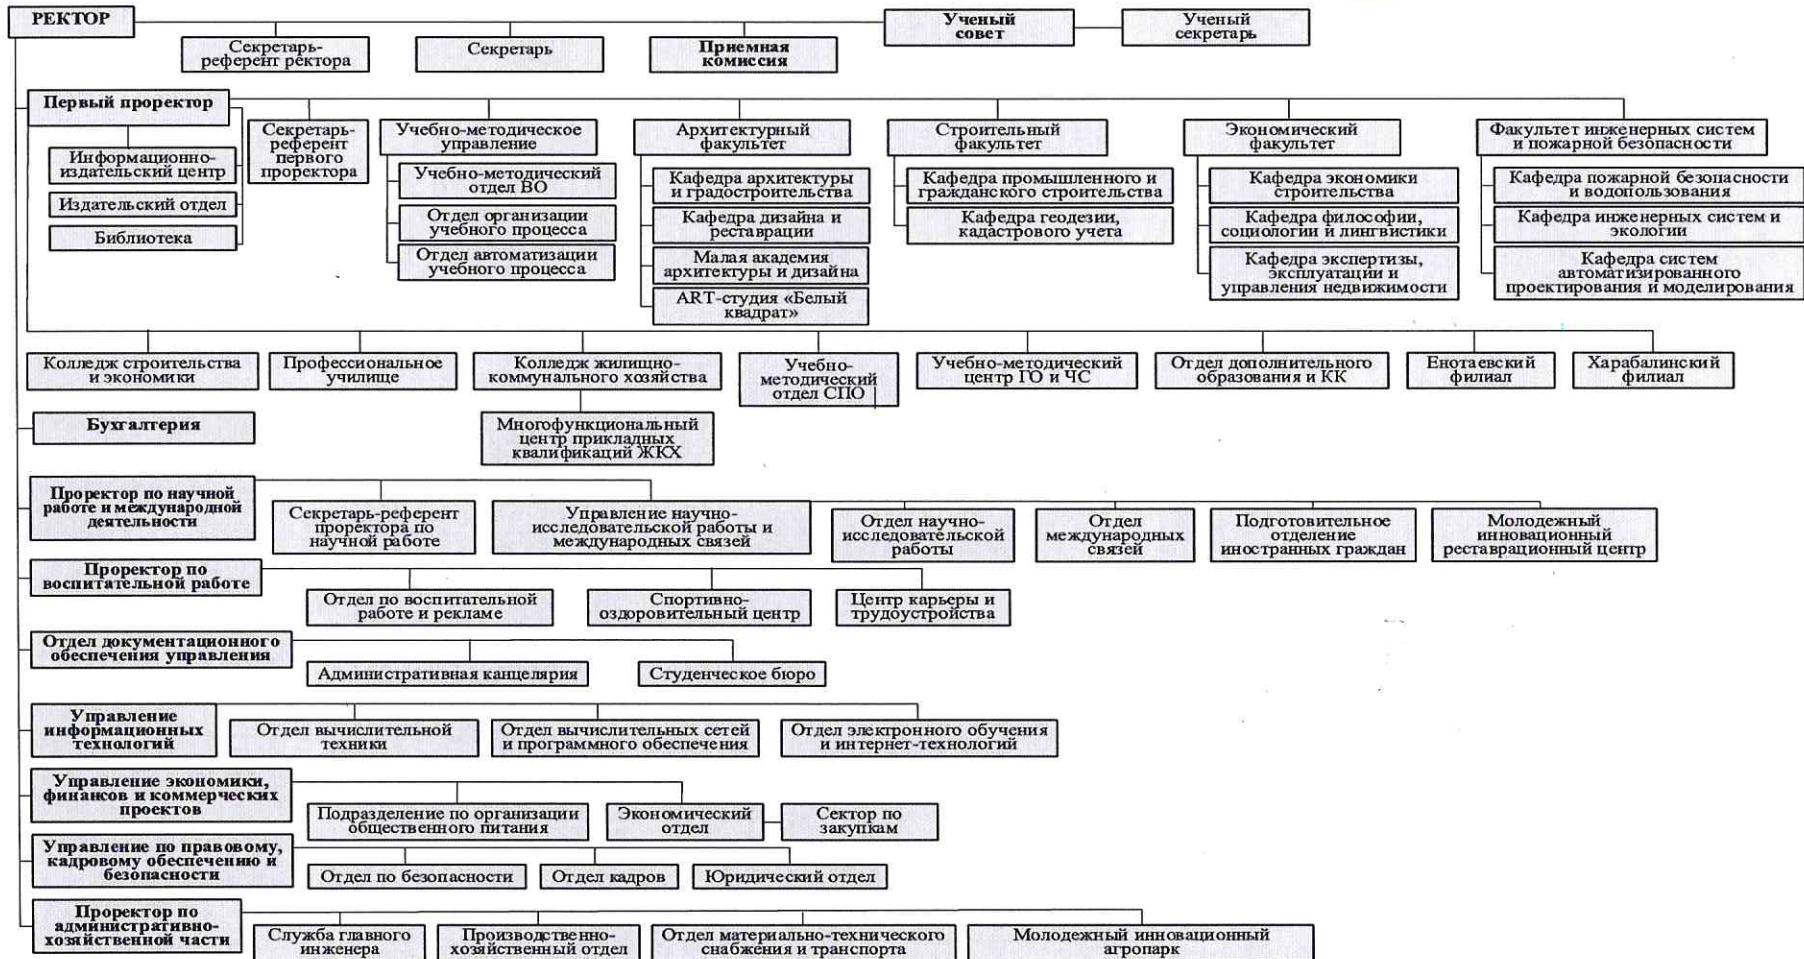 РЕКТОР
Секретарь-
референт ректора
Секретарь
Приемная
комиссия
Ученый
совет
Ученый
секретарь
Первый проректор
Информационно-
издательский центр
Издательский отдел
Библиотека
Секретарь-
референт
первого
проректора
Учебно-методическое
управление
Учебно-методический
отдел ВО
Отдел организации
учебного процесса
Отдел автоматизации
учебного процесса
Архитектурный
факультет
Кафедра архитектуры
и градостроительства
Кафедра дизайна и
реставрации
Малая академия
архитектуры и дизайна
ART-студия «Белый
квадрат»
Строительный
факультет
Кафедра промышленного и
гражданского строительства
Кафедра геодезии,
кадастрового учета
Экономический
факультет
Кафедра экономики
строительства
Кафедра философии,
социологии и лингвистики
Кафедра экспертизы,
эксплуатации и
управления недвижимости
Факультет инженерных систем
и пожарной безопасности
Кафедра пожарной безопасности
и водопользования
Кафедра инженерных систем и
экологии
Кафедра систем
автоматизированного
проектирования и моделирования
Колледж строительства
и экономики
Профессиональное
училище
Колледж жилищно-
коммунального хозяйства
Учебно-
методический
отдел СПО
Учебно-методический
центр ГО и ЧС
Отдел дополнительного
образования и КК
Енотаевский
филиал
Харабалинский
филиал
Бухгалтерия
Многофункциональный
центр прикладных
квалификаций ЖКХ
Проректор по научной
работе и международной
деятельности
Секретарь-референт
проректора по
научной работе
Управление научно-
исследовательской работы и
международных связей
Отдел научно-
исследовательской
работы
Отдел
международных
связей
Подготовительное
отделение
иностранных граждан
Молодежный
инновационный
реставрационный центр
Проректор по
воспитательной работе
Отдел по воспитательной
работе и рекламе
Спортивно-
оздоровительный центр
Центр карьеры и
трудоустройства
Отдел документационного
обеспечения управления
Административная канцелярия
Студенческое бюро
Управление
информационных
технологий
Отдел вычислительной
техники
Отдел вычислительных сетей
и программного обеспечения
Отдел электронного обучения
и интернет-технологий
Управление экономики,
финансов и коммерческих
проектов
Подразделение по организации
общественного питания
Экономический
отдел
Сектор по
закупкам
Управление по правовому,
кадровому обеспечению и
безопасности
Отдел по безопасности
Отдел кадров
Юридический отдел
Проректор по
административно-
хозяйственной части
Служба главного
инженера
Производственно-
хозяйственный отдел
Отдел материально-технического
снабжения и транспорта
Молодежный инновационный
агропарк